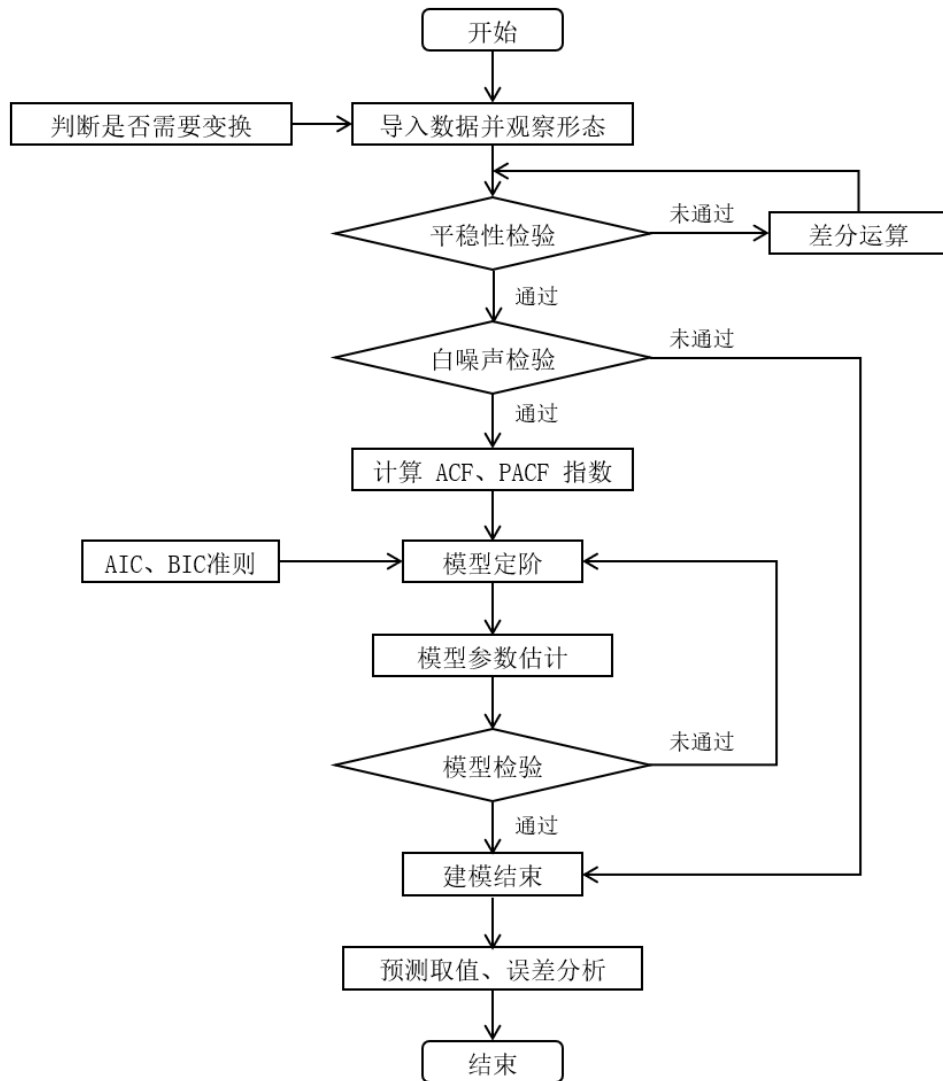 开始
判断是否需要变换
导入数据并观察形态
平稳性检验
未通过
差分运算
通过
白噪声检验
未通过
通过
计算 ACF、PACF 指数
AIC、BIC准则
模型定阶
模型参数估计
模型检验
未通过
通过
建模结束
预测取值、误差分析
结束